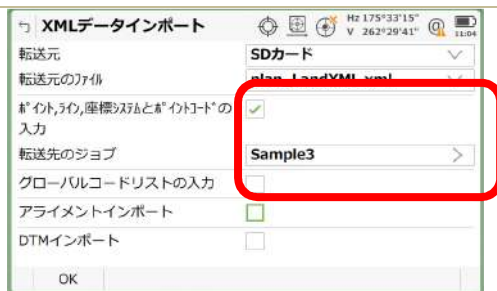 XMLデータインポート
Hz 175°33'15"
V 262°29'41"
11:04
転送元
SDカード
転送元のファイル
plan_LandXML.xml
ポイント,ライン,座標システムとポイントコードの
入力
転送先のジョブ
Sample3
グローバルコードリストの入力
アライメントインポート
DTMインポート
OK